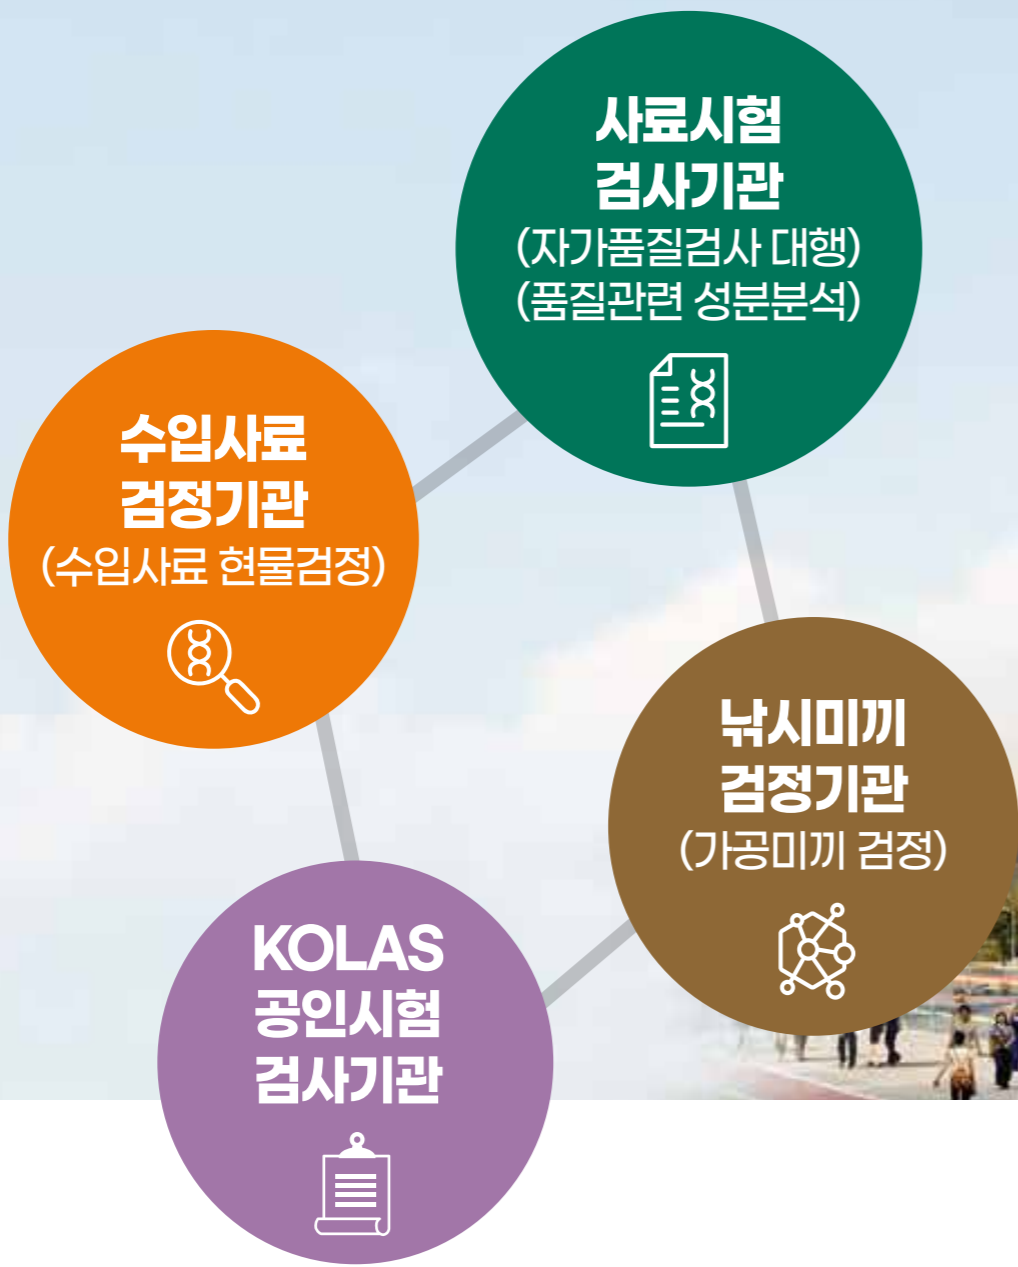 사료시험
검사기관
(자가품질검사 대행)
(품질관련 성분분석)
수입사료
검정기관
(수입사료 현물검정)
낚시미끼
검정기관
(가공미끼 검정)
KOLAS
공인시험
검사기관